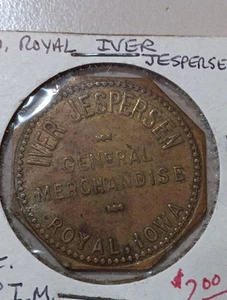 ROYAL IVER
JESPERSE
IVER JESPERSEN
GENERAL
MERCHANDISE
ROYAL, IOWA
I.M.
$7.00